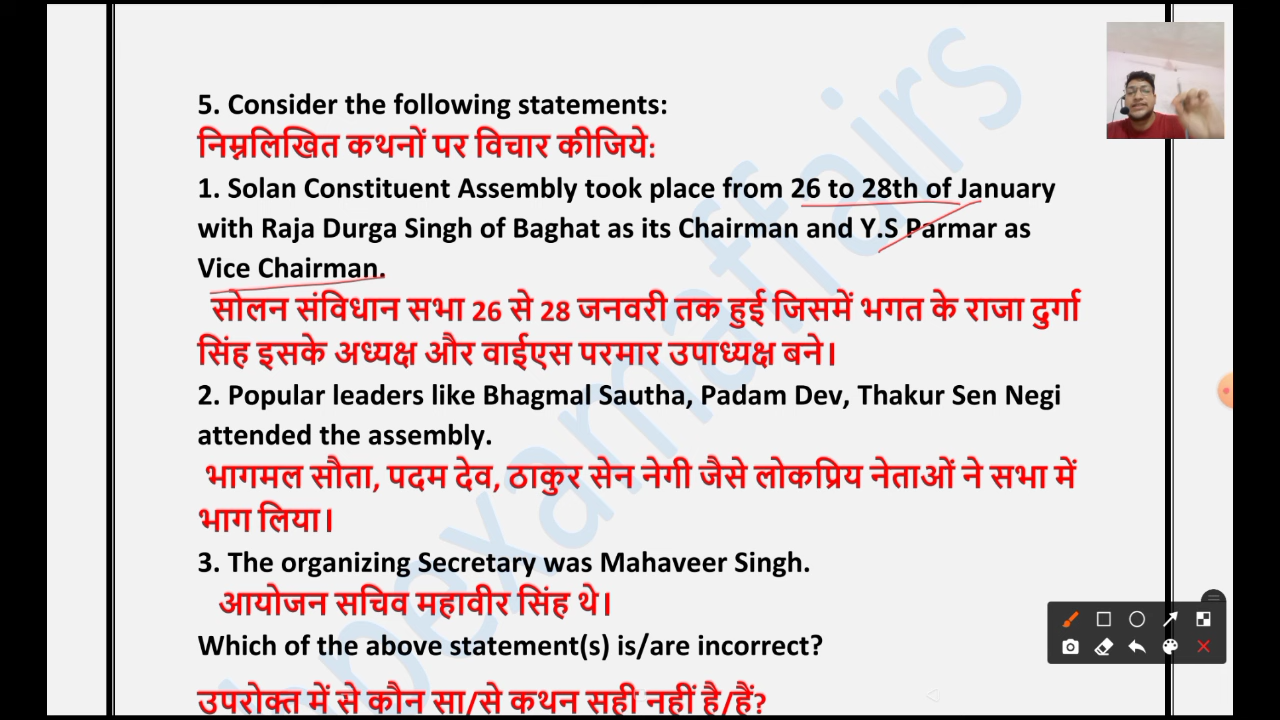 5. Consider the following statements:
निम्नलिखित कथनों पर विचार कीजिये:
1. Solan Constituent Assembly took place from 26 to 28th of January
with Raja Durga Singh of Baghat as its Chairman and Y.S Parmar as
Vice Chairman.
सोलन संविधान सभा 26 से 28 जनवरी तक हुई जिसमें भगत के राजा दुर्गा
सिंह इसके अध्यक्ष और वाईएस परमार उपाध्यक्ष बने।
2. Popular leaders like Bhagmal Sautha, Padam Dev, Thakur Sen Negi
attended the assembly.
भागमल सौता, पदम देव, ठाकुर सेन नेगी जैसे लोकप्रिय नेताओं ने सभा में
भाग लिया।
3. The organizing Secretary was Mahaveer Singh.
आयोजन सचिव महावीर सिंह थे।
Which of the above statement(s) is/are incorrect?
उपरोक्त में से कौन सा/से कथन सही नहीं है/हैं?